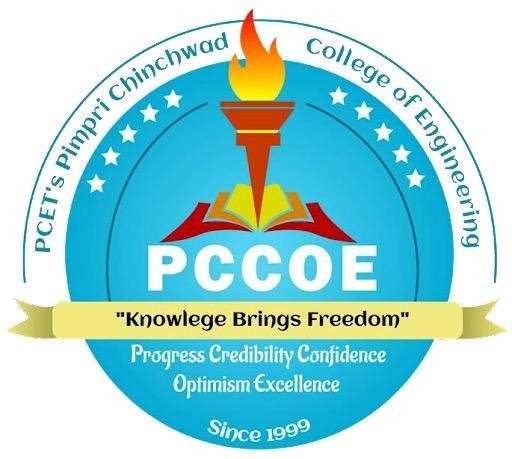 PCET's Pimpri Chinchwad College of Engineering
PCCOE
"Knowlege Brings Freedom"
Progress Credibility Confidence
Optimism Excellence
Since 1999